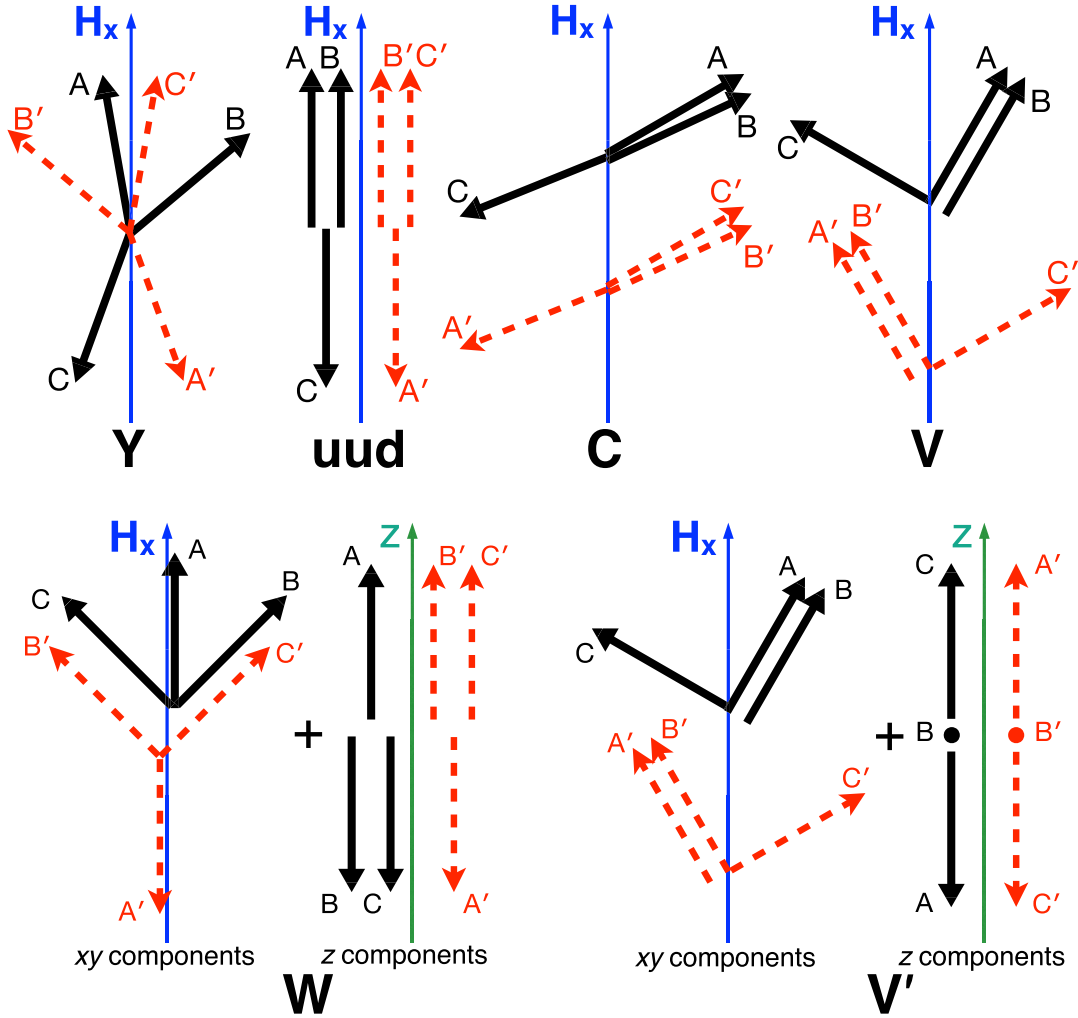 Hₓ
A
C′
B′
B
C
A′
Y
Hₓ
A B
B′ C′
C
A′
uud
Hₓ
A
B
C
C′
B′
A′
C
Hₓ
A
B
C
A′ B′
C′
V
Hₓ
A
B
C
B′
C′
A′
xy components
+
z
A
B′ C′
B C
A′
z components
W
Hₓ
A
B
C
A′ B′
C′
xy components
+
z
C
A′
B
B′
A
C′
z components
V′